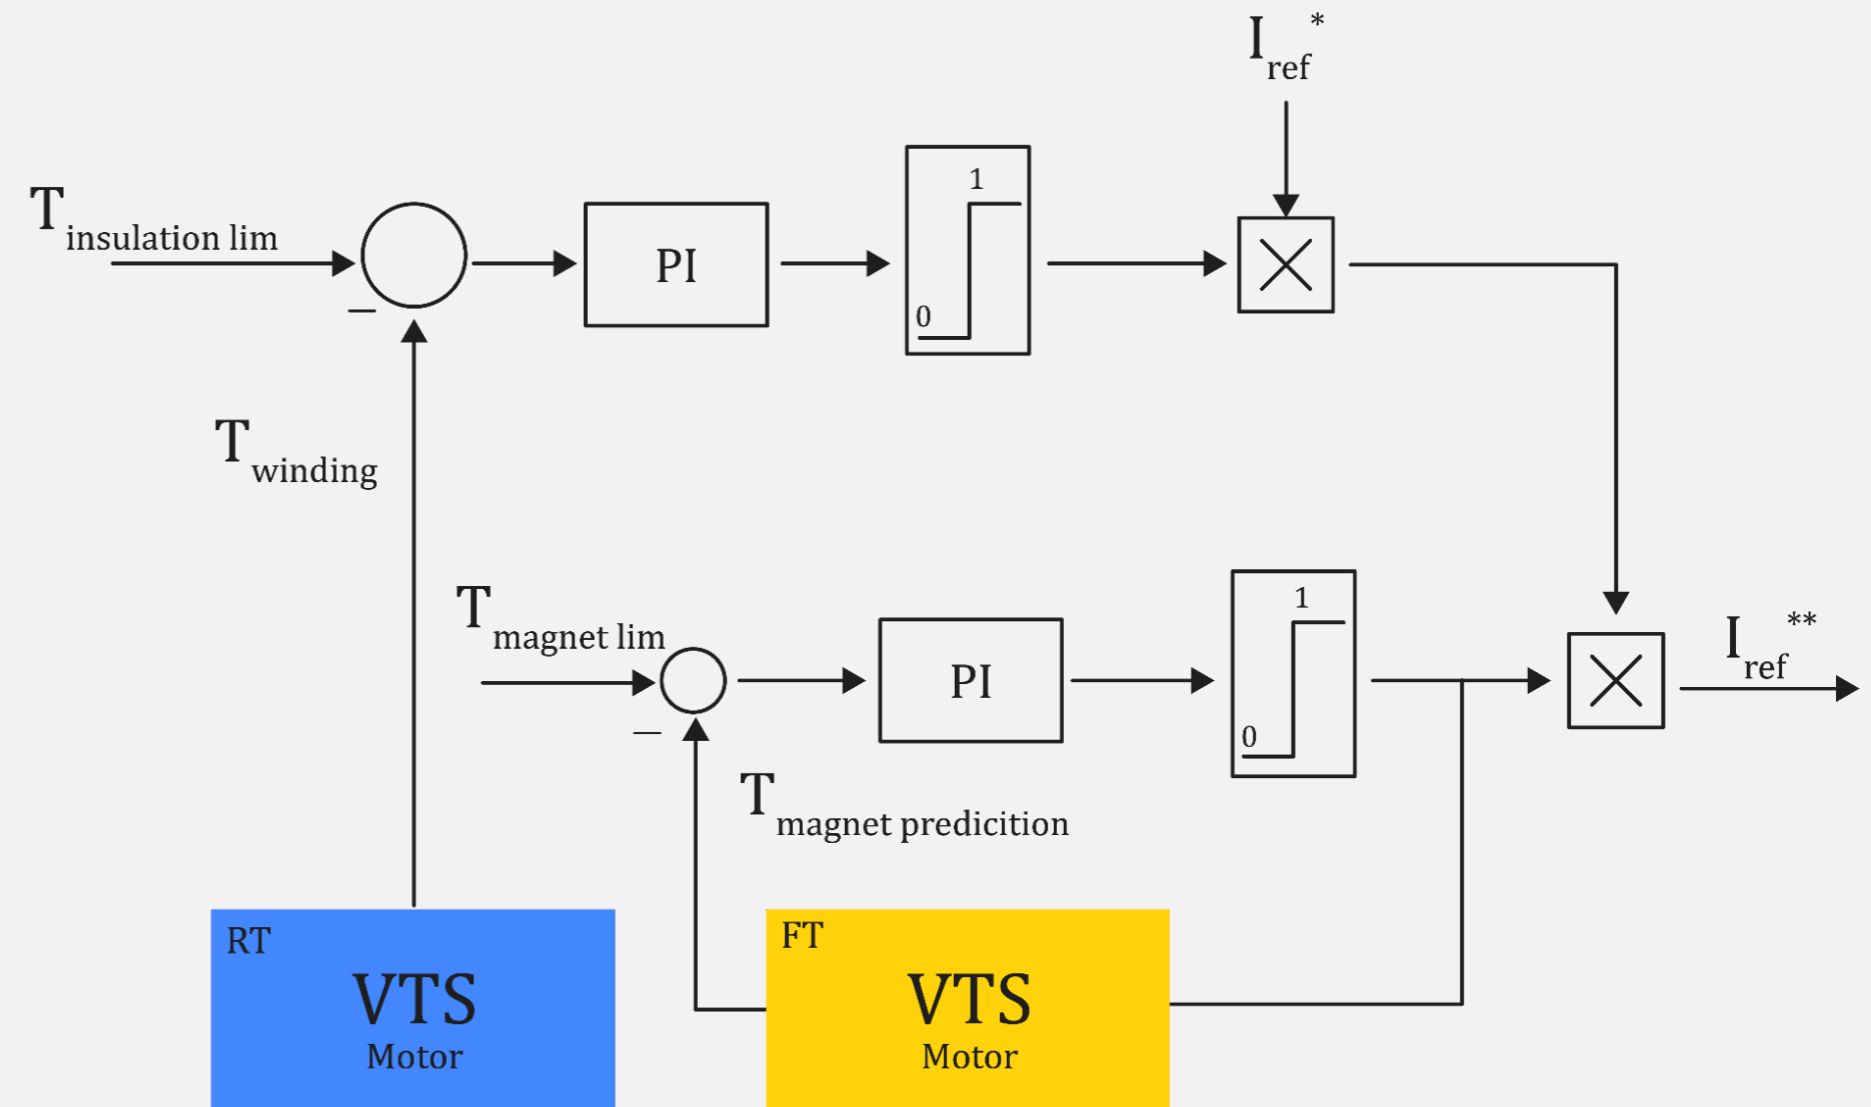 I ref *
1
T insulation lim
PI
0
T winding
T magnet lim
1
PI
I ref **
0
T magnet predicition
RT
VTS
Motor
FT
VTS
Motor